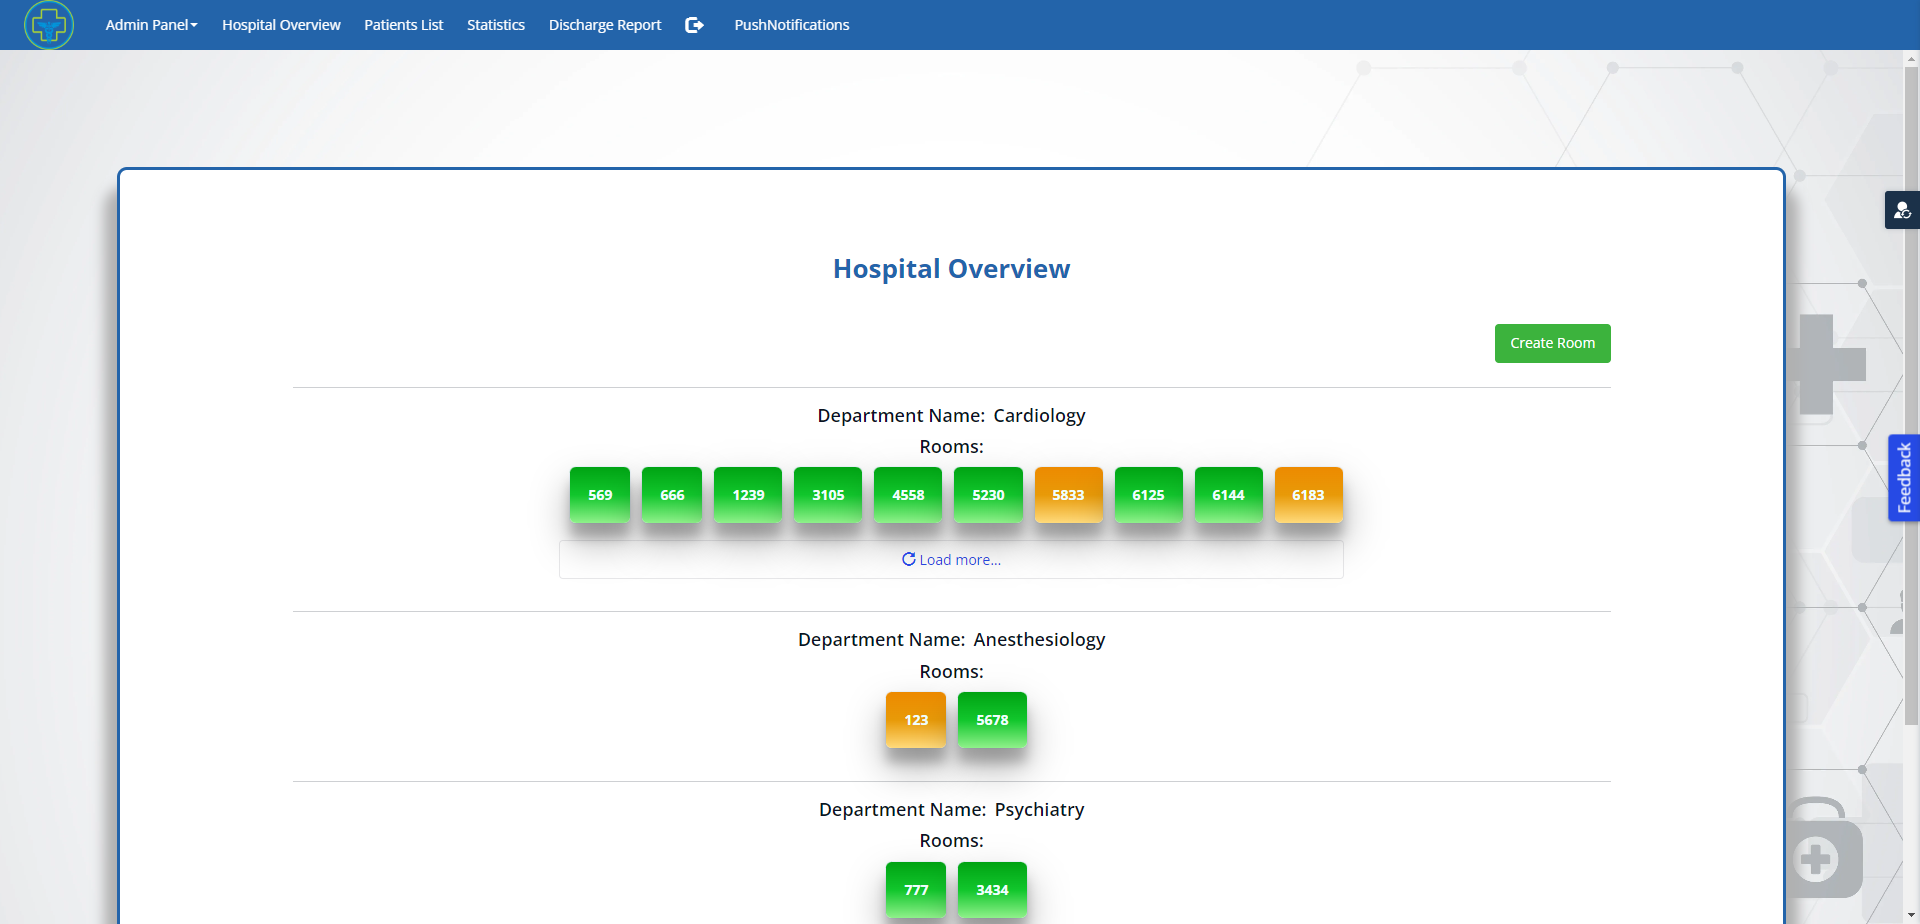 Admin Panel Hospital Overview Patients List Statistics Discharge Report PushNotifications
Hospital Overview
Create Room
Department Name: Cardiology
Rooms:
569 666 1239 3105 4558 5230 5833 6125 6144 6183
Load more...
Department Name: Anesthesiology
Rooms:
123 5678
Department Name: Psychiatry
Rooms:
777 3434
Feedback